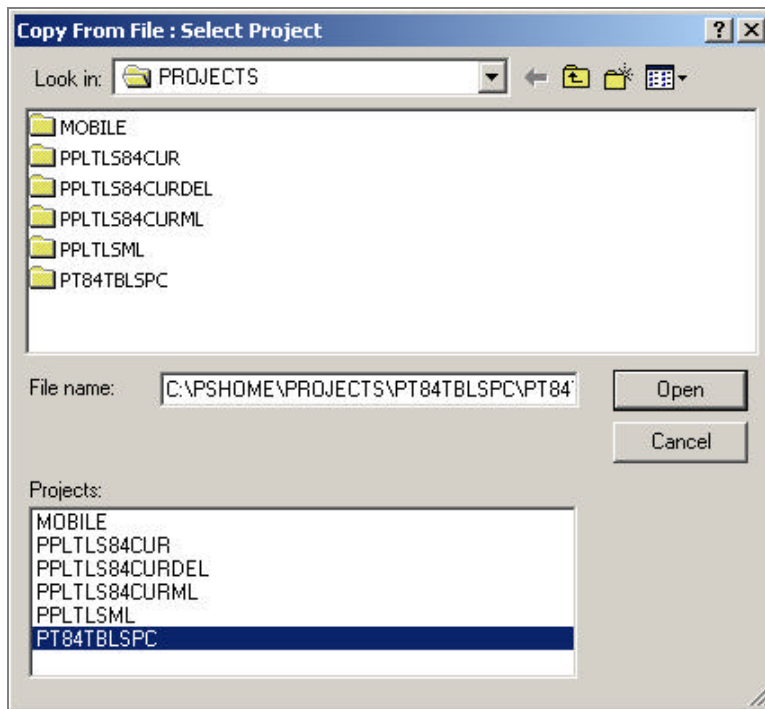 Copy From File : Select Project
Look in: PROJECTS
MOBILE
PPLTLS84CUR
PPLTLS84CURDEL
PPLTLS84CURML
PPLTLSML
PT84TBLSPC
File name: C:\PSHOME\PROJECTS\PT84TBLSPC\PT84
Open
Cancel
Projects:
MOBILE
PPLTLS84CUR
PPLTLS84CURDEL
PPLTLS84CURML
PPLTLSML
PT84TBLSPC